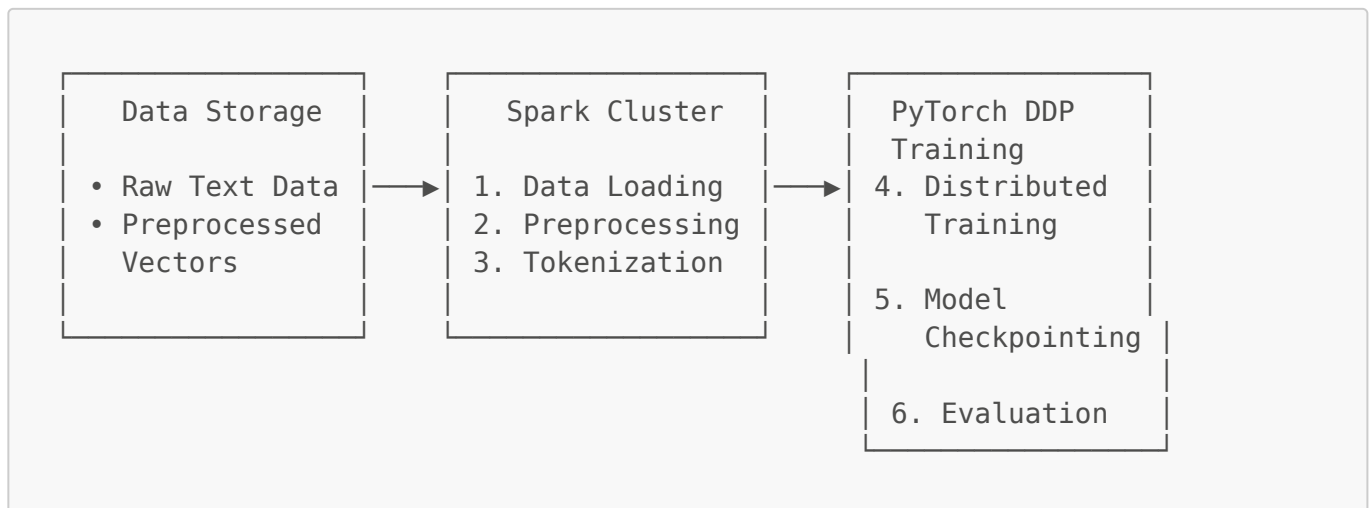 Data Storage
• Raw Text Data
• Preprocessed
Vectors
Spark Cluster
1. Data Loading
2. Preprocessing
3. Tokenization
PyTorch DDP
Training
4. Distributed
Training
5. Model
Checkpointing
6. Evaluation